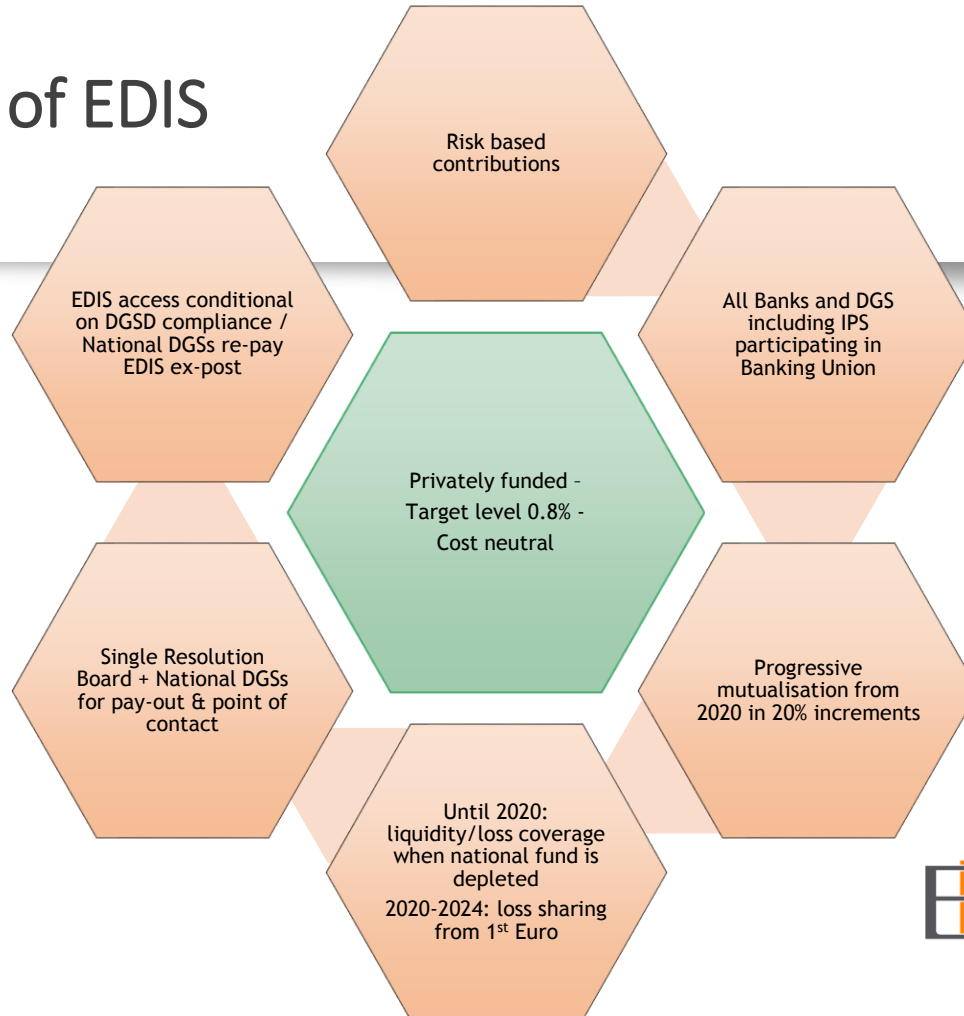 of EDIS
Risk based
contributions
All Banks and DGS
including IPS
participating in
Banking Union
Progressive
mutualisation from
2020 in 20% increments
Until 2020:
liquidity/loss coverage
when national fund is
depleted
2020-2024: loss sharing
from 1st Euro
Single Resolution
Board + National DGSs
for pay-out & point of
contact
EDIS access conditional
on DGSD compliance /
National DGSs re-pay
EDIS ex-post
Privately funded –
Target level 0.8% -
Cost neutral